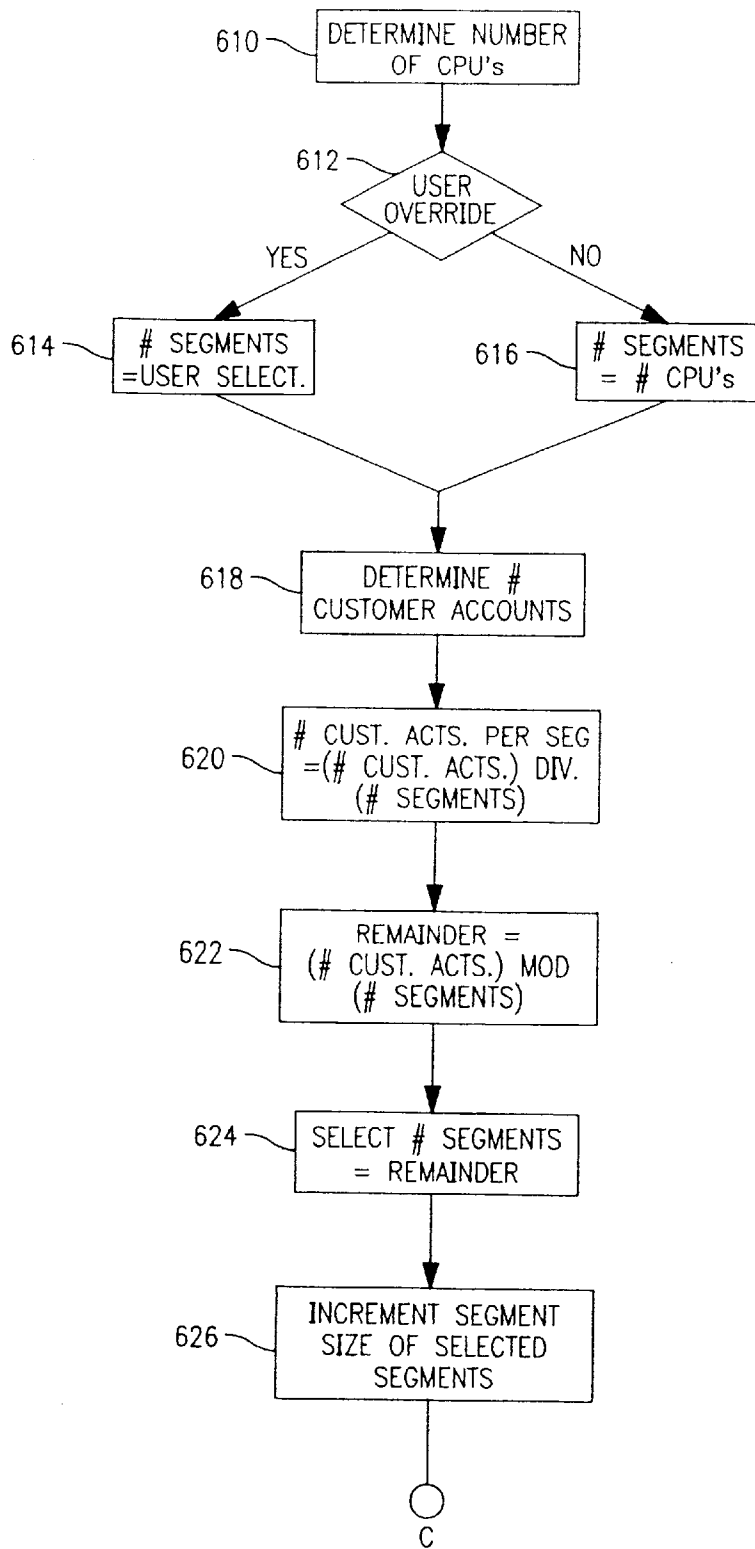 610
DETERMINE NUMBER
OF CPU's
612
USER
OVERRIDE
YES
NO
614
# SEGMENTS
=USER SELECT.
616
# SEGMENTS
= # CPU's
618
DETERMINE #
CUSTOMER ACCOUNTS
620
# CUST. ACTS. PER SEG
=(# CUST. ACTS.) DIV.
(# SEGMENTS)
622
REMAINDER =
(# CUST. ACTS.) MOD
(# SEGMENTS)
624
SELECT # SEGMENTS
= REMAINDER
626
INCREMENT SEGMENT
SIZE OF SELECTED
SEGMENTS
C